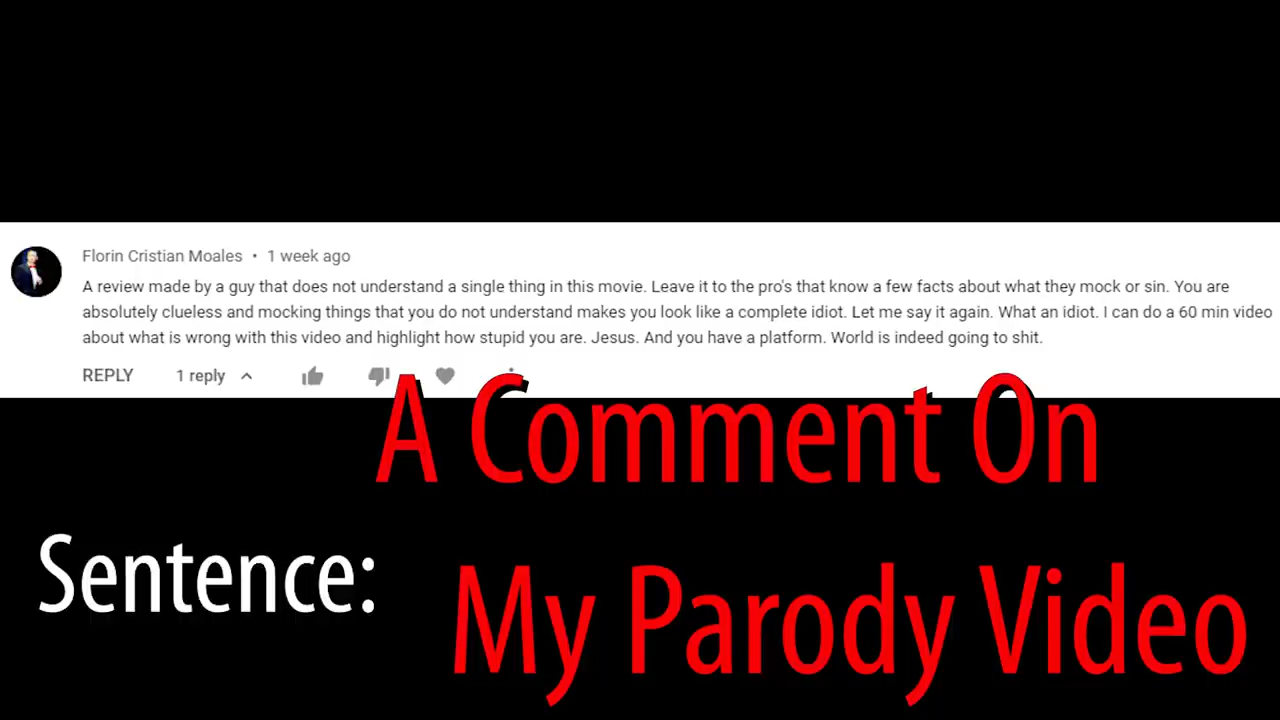 Florin Cristian Moales • 1 week ago
A review made by a guy that does not understand a single thing in this movie. Leave it to the pro's that know a few facts about what they mock or sin. You are
absolutely clueless and mocking things that you do not understand makes you look like a complete idiot. Let me say it again. What an idiot. I can do a 60 min video
about what is wrong with this video and highlight how stupid you are. Jesus. And you have a platform. World is indeed going to shit.
REPLY 1 reply
A Comment On
Sentence:
My Parody Video